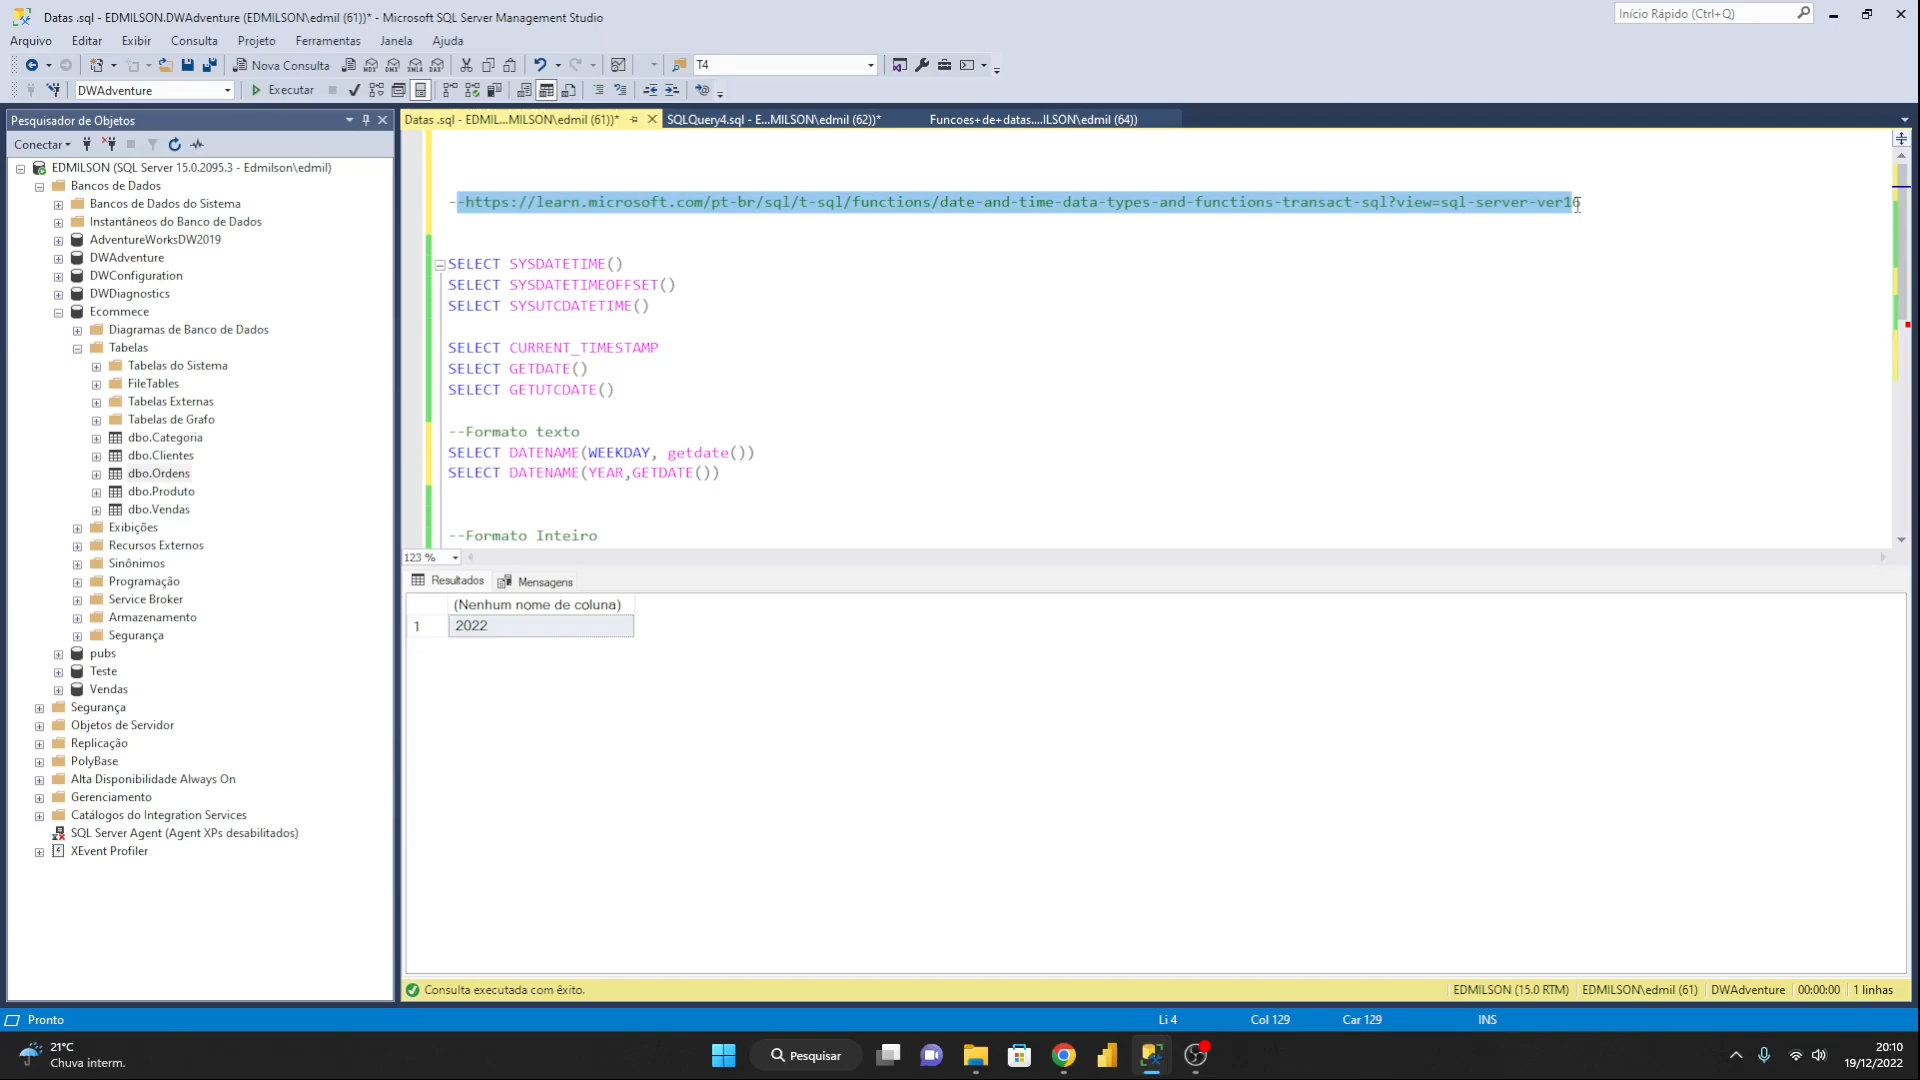 Datas .sql - EDMILSON.DWAdventure (EDMILSON\edmil (61))* - Microsoft SQL Server Management Studio
Início Rápido (Ctrl+Q)
Arquivo Editar Exibir Consulta Projeto Ferramentas Janela Ajuda
Nova Consulta
T4
DWAdventure
Executar
Pesquisador de Objetos
Conectar
EDMILSON (SQL Server 15.0.2095.3 - Edmilson\edmil)
Bancos de Dados
Bancos de Dados do Sistema
Instantâneos do Banco de Dados
AdventureWorksDW2019
DWAdventure
DWConfiguration
DWDiagnostics
Ecommece
Diagramas de Banco de Dados
Tabelas
Tabelas do Sistema
FileTables
Tabelas Externas
Tabelas de Grafo
dbo.Categoria
dbo.Clientes
dbo.Ordens
dbo.Produto
dbo.Vendas
Exibições
Recursos Externos
Sinônimos
Programação
Service Broker
Armazenamento
Segurança
pubs
Teste
Vendas
Segurança
Objetos de Servidor
Replicação
PolyBase
Alta Disponibilidade Always On
Gerenciamento
Catálogos do Integration Services
SQL Server Agent (Agent XPs desabilitados)
XEvent Profiler
Datas .sql - EDMIL...MILSON\edmil (61))* SQLQuery4.sql - E...MILSON\edmil (62))* Funcoes+de+datas....ILSON\edmil (64))
--https://learn.microsoft.com/pt-br/sql/t-sql/functions/date-and-time-data-types-and-functions-transact-sql?view=sql-server-ver16
SELECT SYSDATETIME()
SELECT SYSDATETIMEOFFSET()
SELECT SYSUTCDATETIME()
SELECT CURRENT_TIMESTAMP
SELECT GETDATE()
SELECT GETUTCDATE()
--Formato texto
SELECT DATENAME(WEEKDAY, getdate())
SELECT DATENAME(YEAR,GETDATE())
--Formato Inteiro
123 %
Resultados Mensagens
(Nenhum nome de coluna)
1 2022
Consulta executada com êxito.
EDMILSON (15.0 RTM) EDMILSON\edmil (61) DWAdventure 00:00:00 1 linhas
Pronto
Li 4 Col 129 Car 129 INS
21°C
Chuva interm.
Pesquisar
20:10
19/12/2022